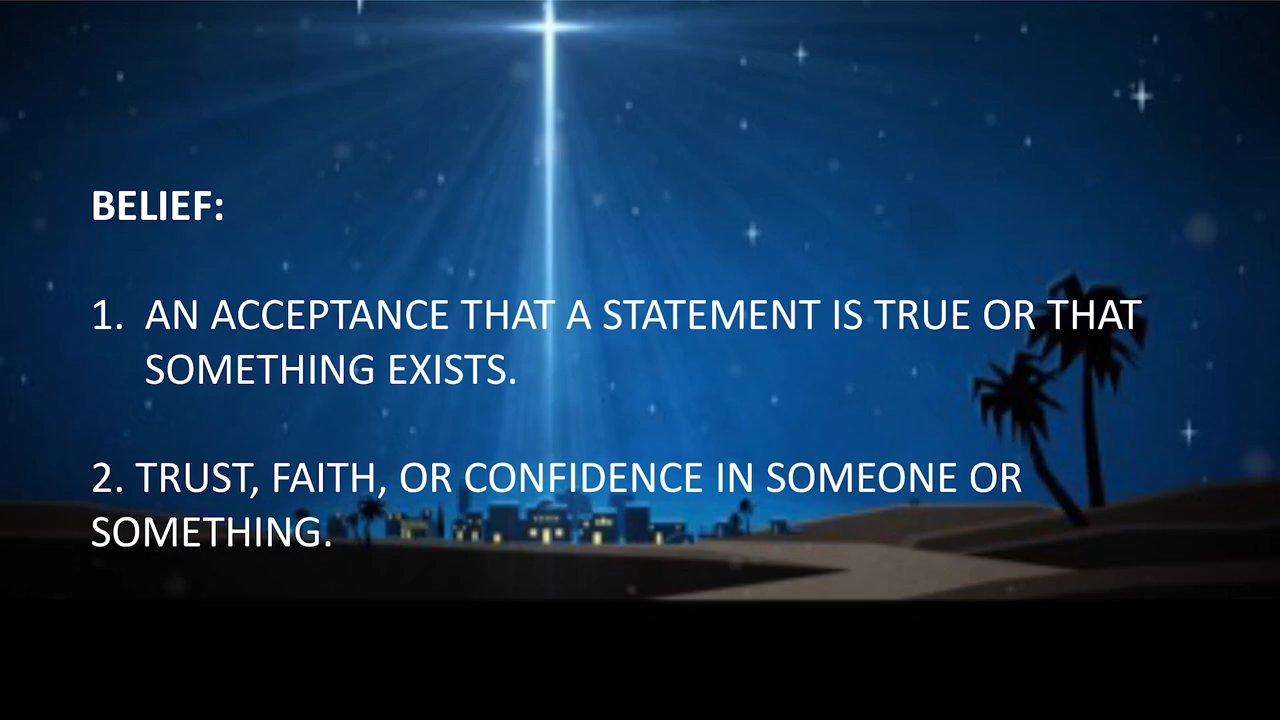 BELIEF:
1. AN ACCEPTANCE THAT A STATEMENT IS TRUE OR THAT
SOMETHING EXISTS.
2. TRUST, FAITH, OR CONFIDENCE IN SOMEONE OR
SOMETHING.